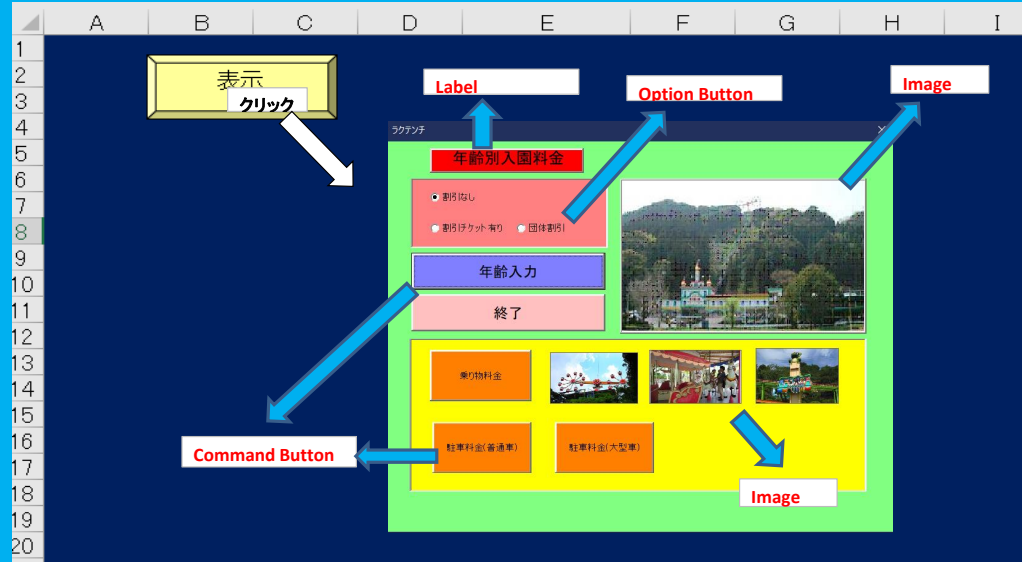 A B C D E F G H I
1
2
3
4
5
6
7
8
9
10
11
12
13
14
15
16
17
18
19
20
表示
クリック
Label
Option Button
Image
ラクテンチ
年齢別入園料金
割引なし
割引チケット有り 団体割引
年齢入力
終了
乗り物料金
駐車料金(普通車) 駐車料金(大型車)
Command Button
Image